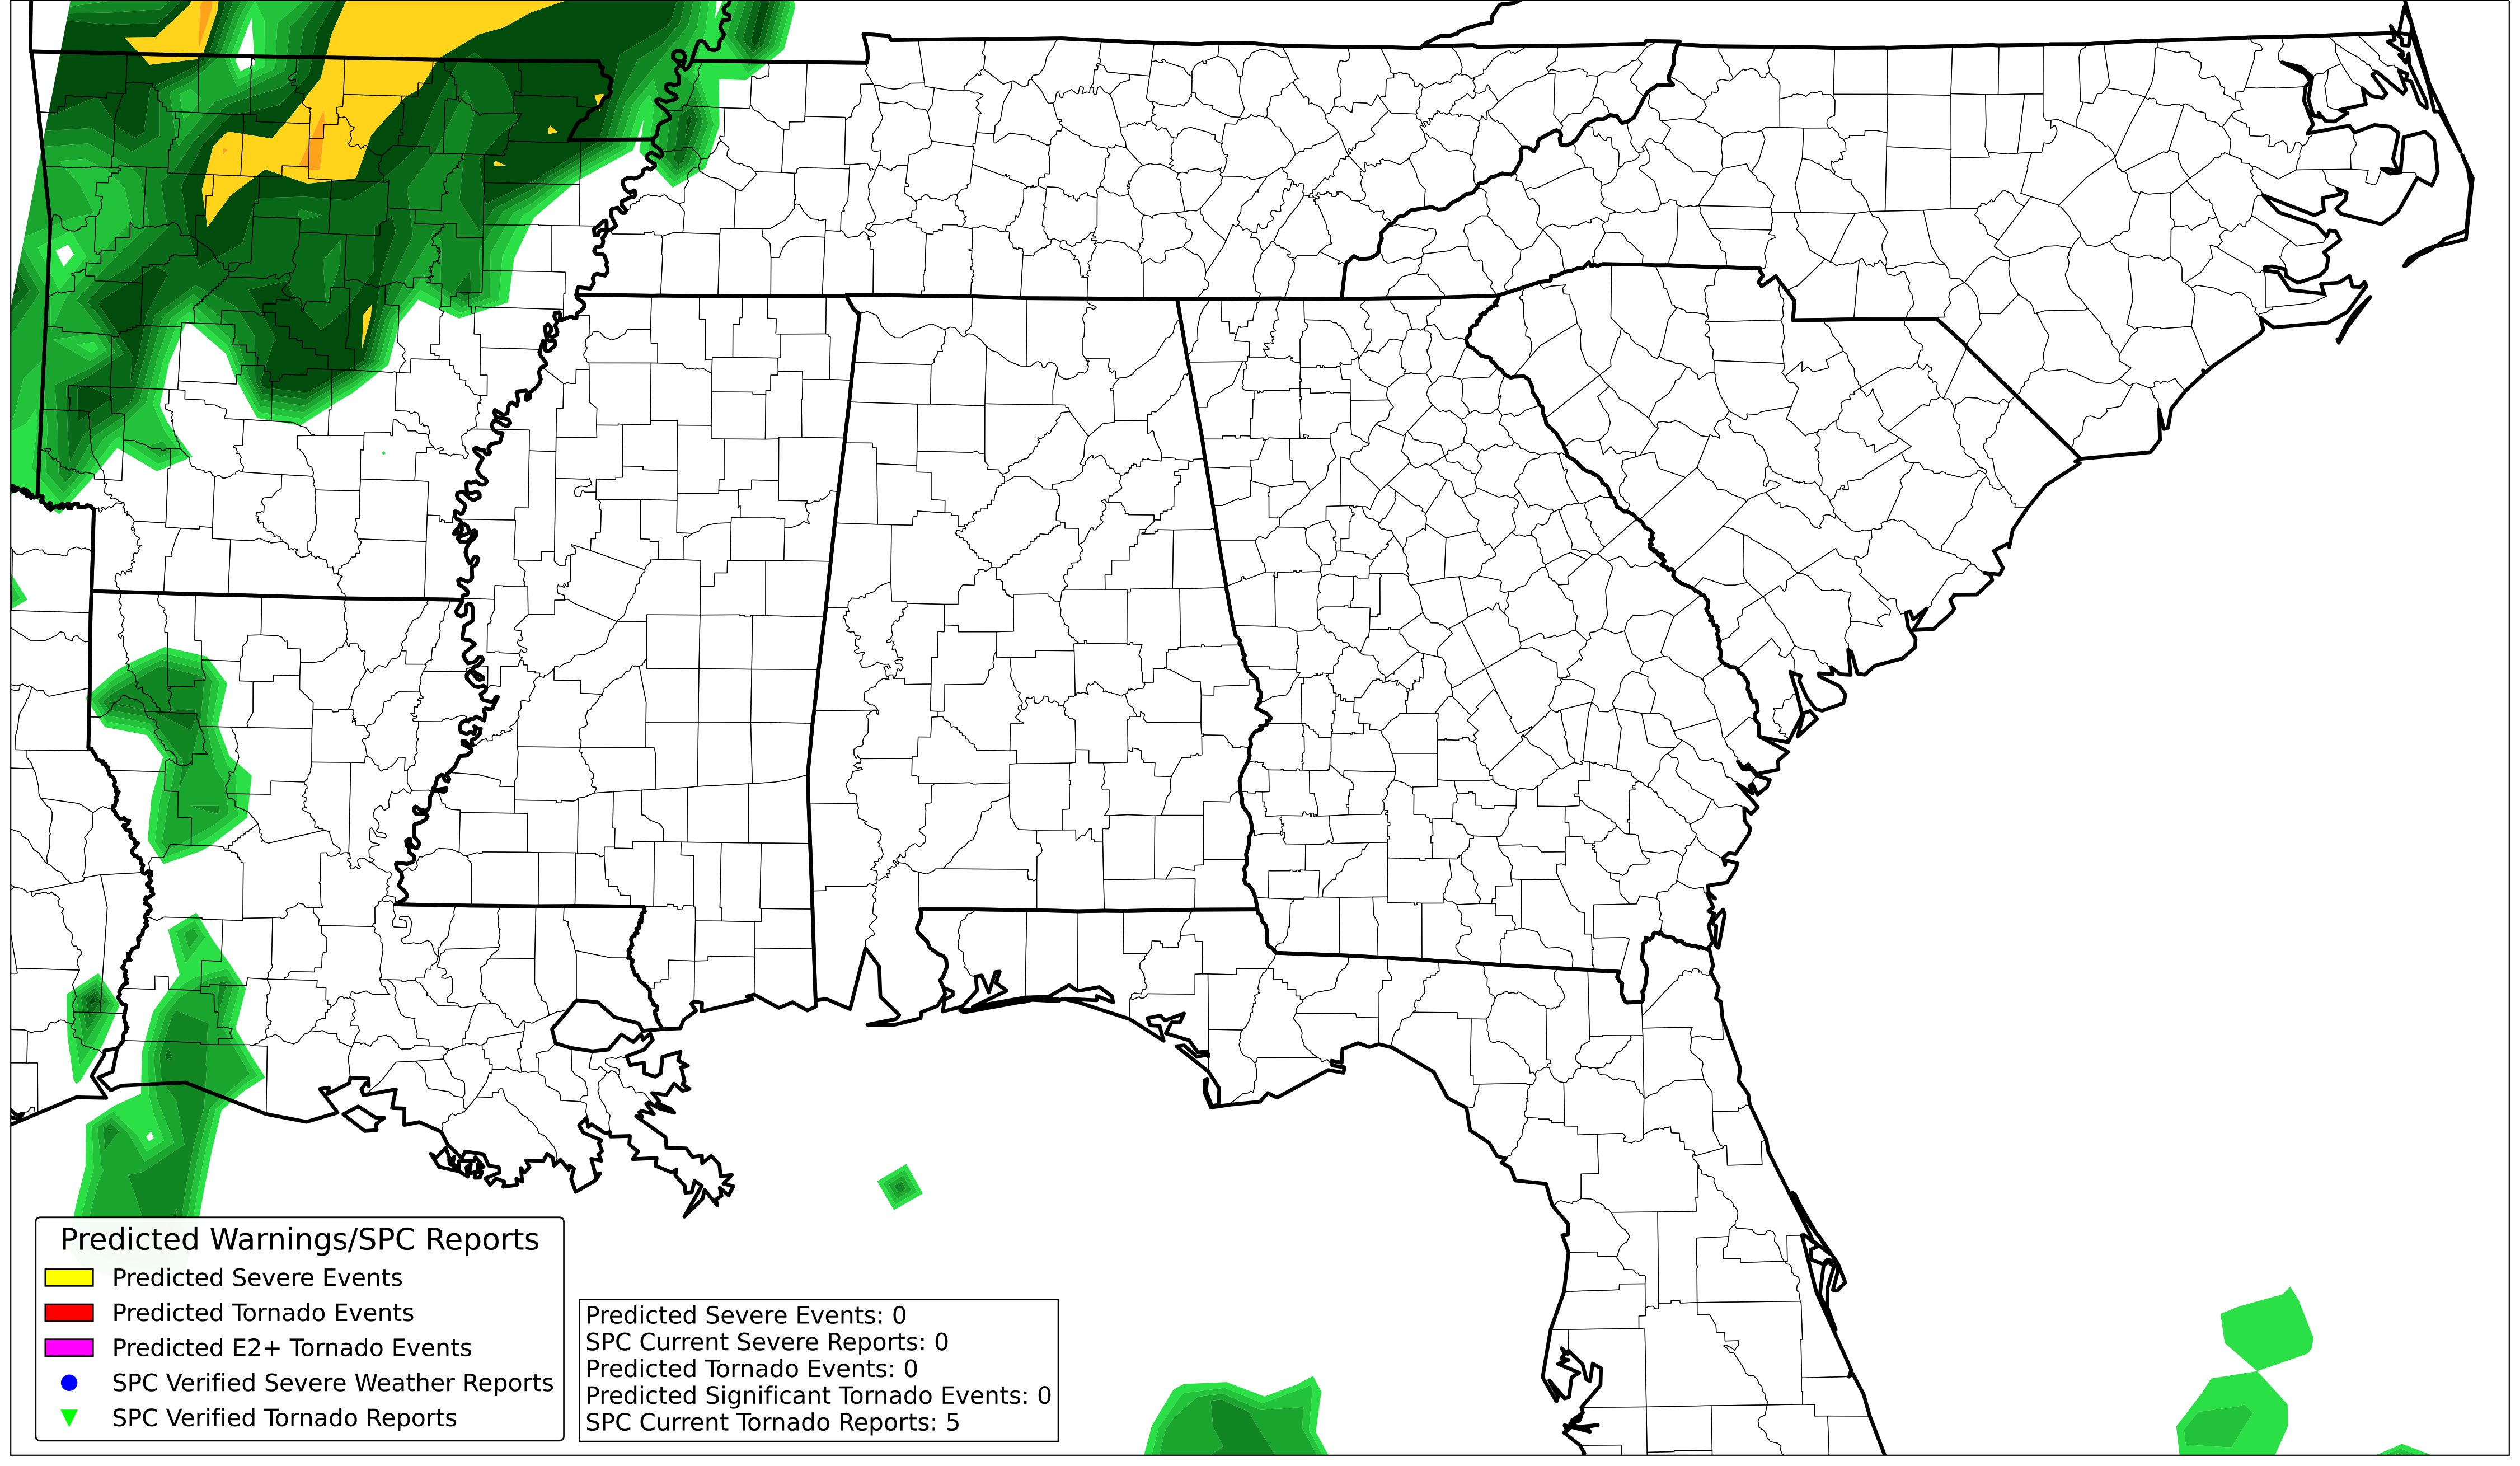 Predicted Warnings/SPC Reports
Predicted Severe Events
Predicted Tornado Events
Predicted E2+ Tornado Events
SPC Verified Severe Weather Reports
SPC Verified Tornado Reports
Predicted Severe Events: 0
SPC Current Severe Reports: 0
Predicted Tornado Events: 0
Predicted Significant Tornado Events: 0
SPC Current Tornado Reports: 5